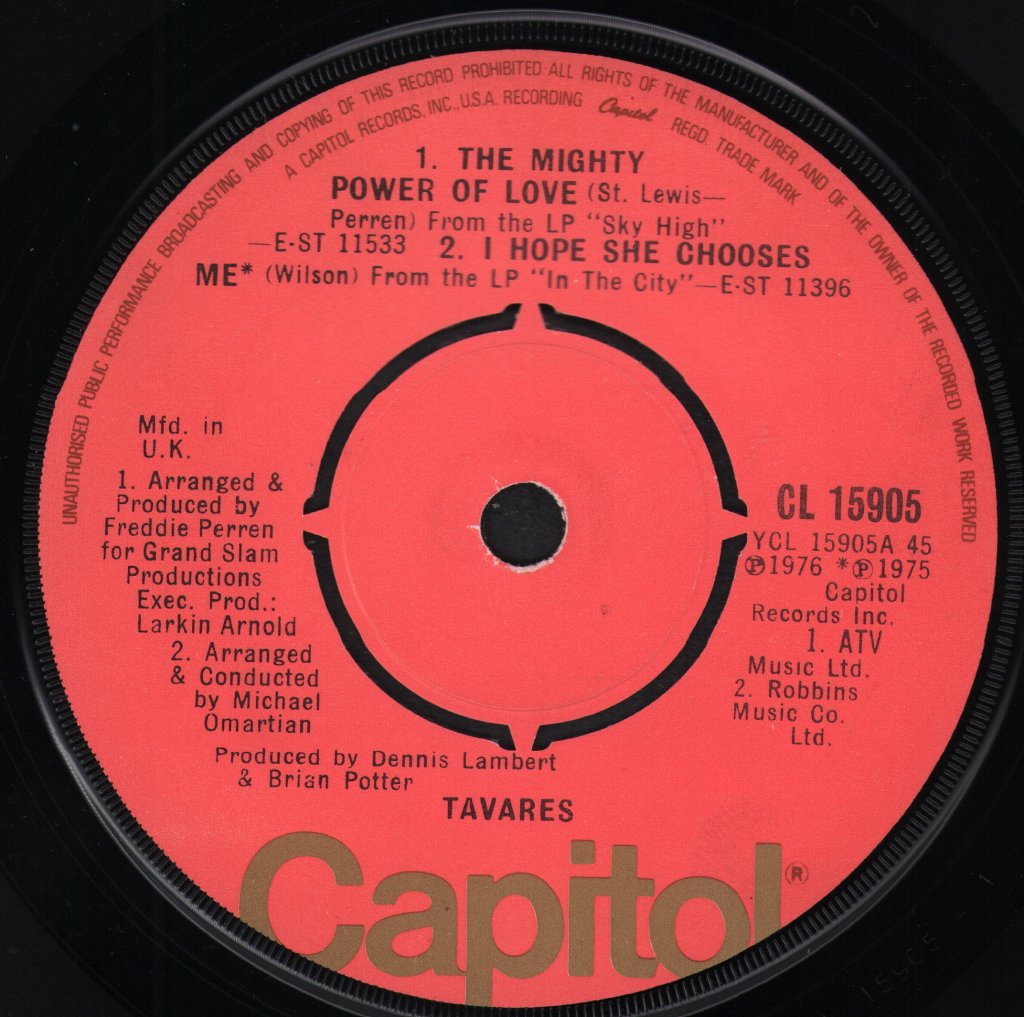 UNAUTHORISED PUBLIC PERFORMANCE BROADCASTING AND COPYING OF THIS RECORD PROHIBITED ALL RIGHTS OF THE MANUFACTURER AND OF THE OWNER OF THE RECORDED WORK RESERVED
A CAPITOL RECORDS, INC., U.S.A. RECORDING Capitol REGD. TRADE MARK
1. THE MIGHTY
POWER OF LOVE (St. Lewis—
Perren) From the LP "Sky High"
—E-ST 11533 2. I HOPE SHE CHOOSES
ME* (Wilson) From the LP "In The City"—E-ST 11396
Mfd. in
U.K.
1. Arranged &
Produced by
Freddie Perren
for Grand Slam
Productions
Exec. Prod.:
Larkin Arnold
2. Arranged
& Conducted
by Michael
Omartian
Produced by Dennis Lambert
& Brian Potter
CL 15905
YCL 15905A 45
℗1976 *℗1975
Capitol
Records Inc.
1. ATV
Music Ltd.
2. Robbins
Music Co.
Ltd.
TAVARES
Capitol®
15905